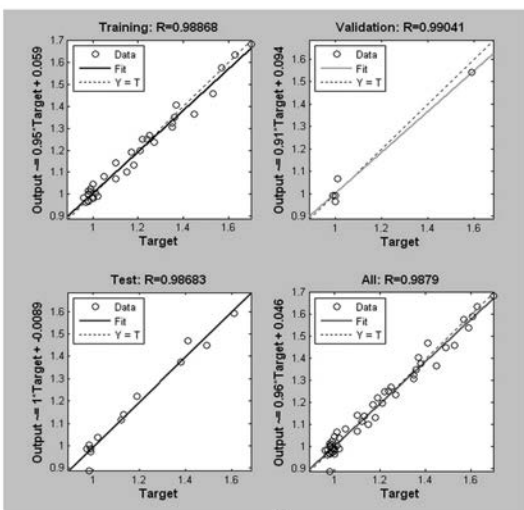 Training: R=0.98868
Output ~= 0.95*Target + 0.059
1.7
1.6
1.5
1.4
1.3
1.2
1.1
1
0.9
Data
Fit
Y = T
1 1.2 1.4 1.6
Target
Validation: R=0.99041
Output ~= 0.91*Target + 0.094
1.6
1.5
1.4
1.3
1.2
1.1
1
0.9
Data
Fit
Y = T
1 1.2 1.4 1.6
Target
Test: R=0.98683
Output ~= 1*Target + -0.0089
1.6
1.5
1.4
1.3
1.2
1.1
1
0.9
Data
Fit
Y = T
1 1.2 1.4 1.6
Target
All: R=0.9879
Output ~= 0.96*Target + 0.046
1.7
1.6
1.5
1.4
1.3
1.2
1.1
1
0.9
Data
Fit
Y = T
1 1.2 1.4 1.6
Target